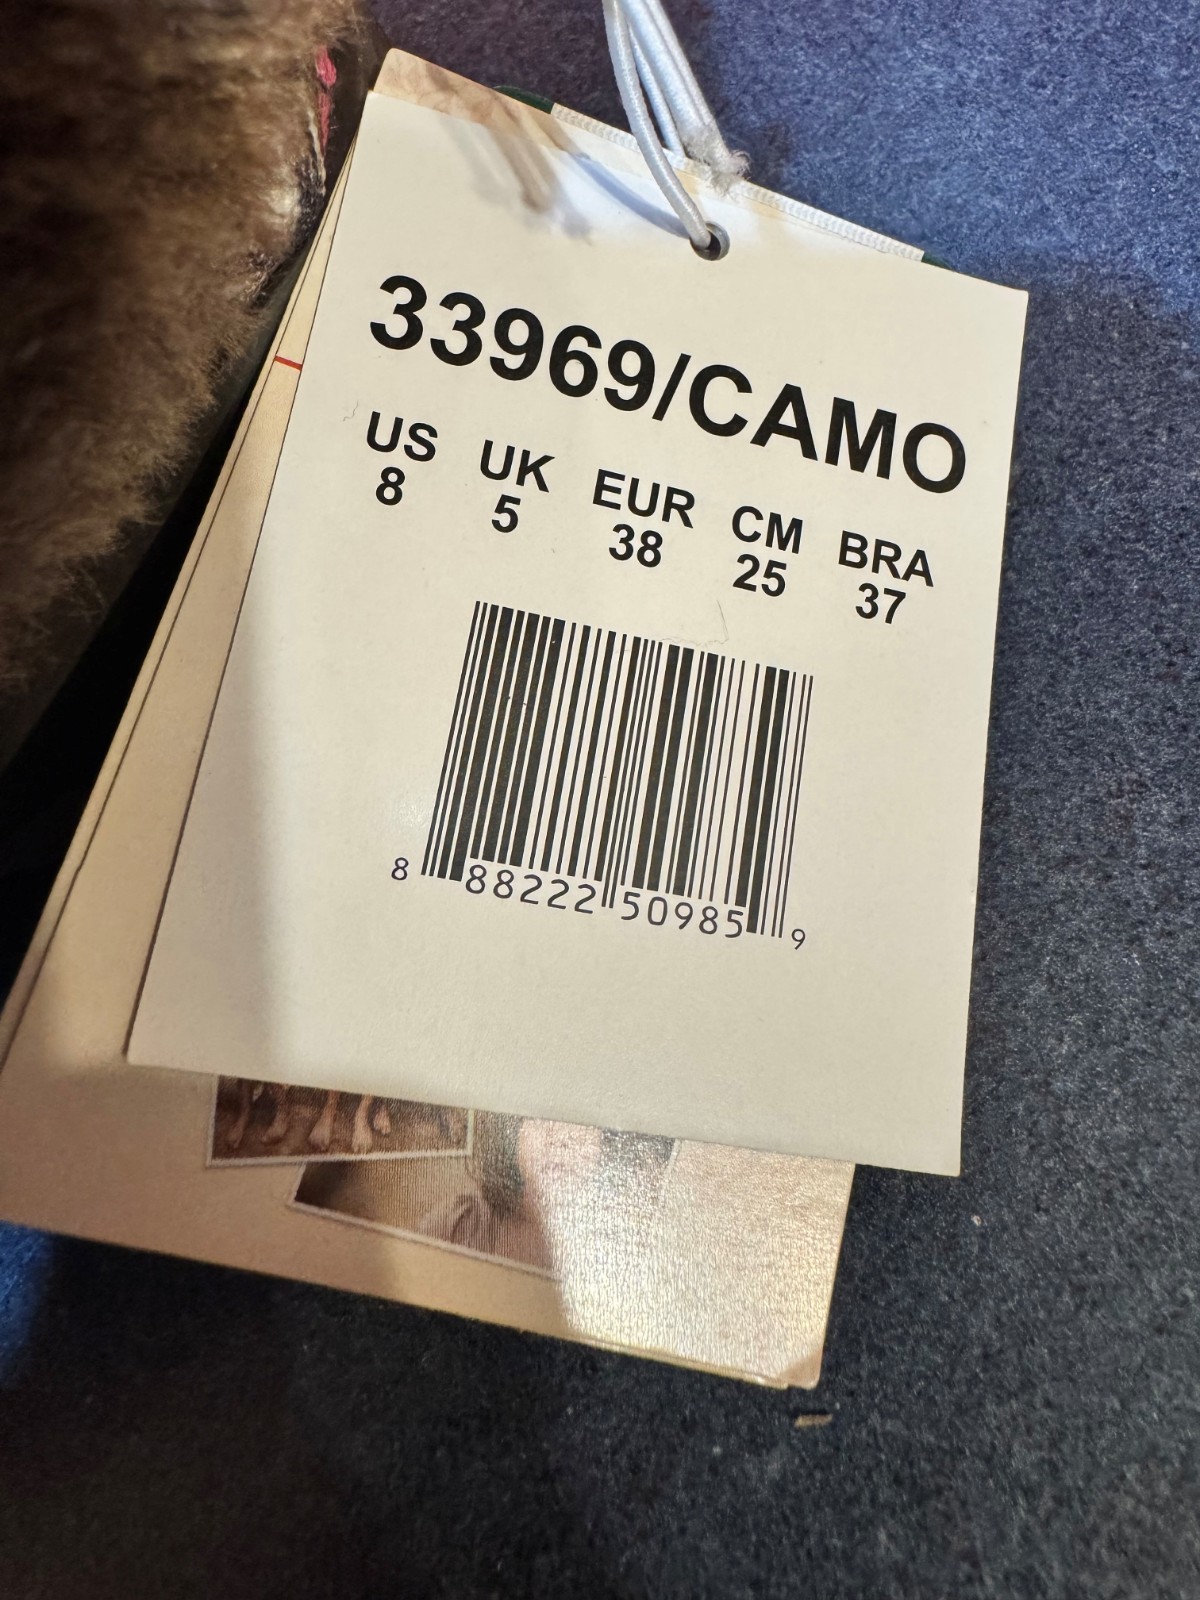 33969/CAMO
US UK EUR CM BRA
8 5 38 25 37
8 88222 50985 9